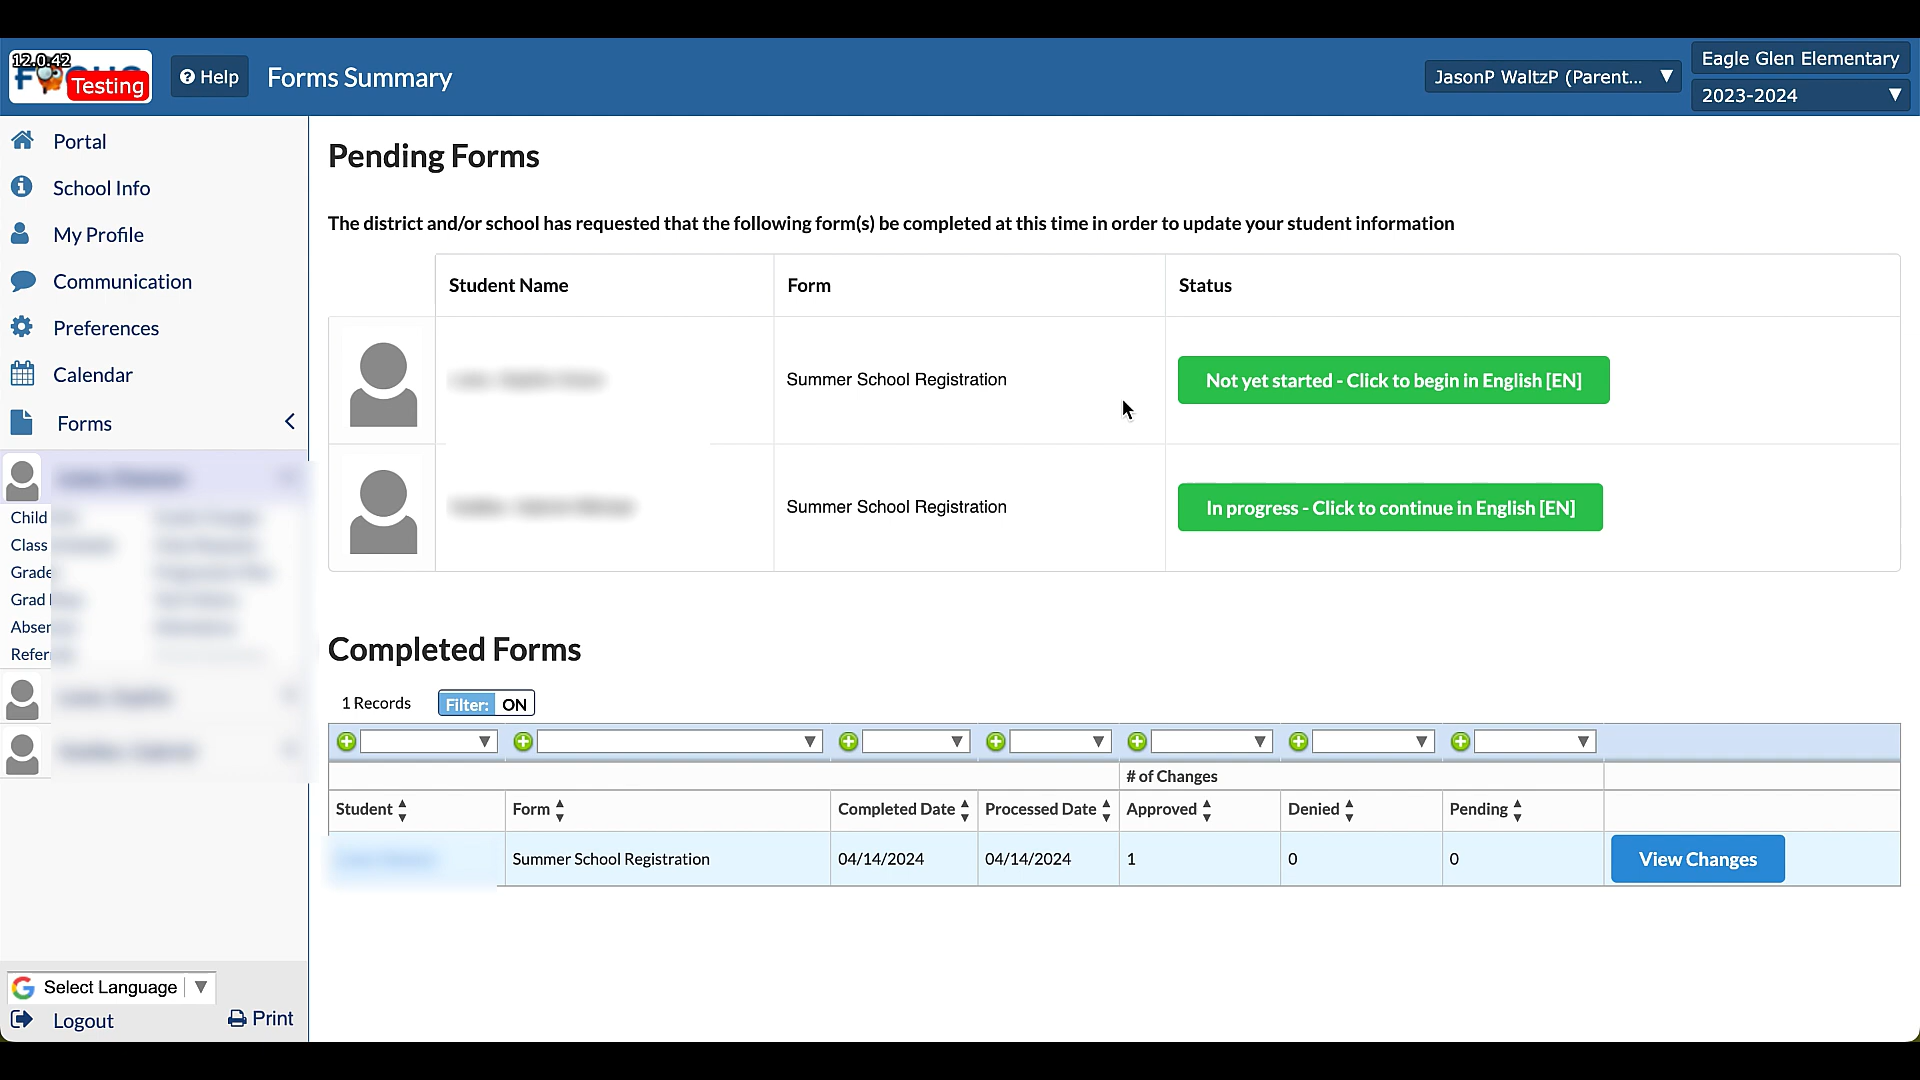 12.0.42
Testing
Help
Forms Summary
JasonP WaltzP (Parent...
Eagle Glen Elementary
2023-2024
Portal
School Info
My Profile
Communication
Preferences
Calendar
Forms
Child
Class
Grade
Grad
Abser
Refer
Select Language
Logout
Print
Pending Forms
The district and/or school has requested that the following form(s) be completed at this time in order to update your student information
Student Name Form Status
Summer School Registration Not yet started - Click to begin in English [EN]
Summer School Registration In progress - Click to continue in English [EN]
Completed Forms
1 Records Filter: ON
# of Changes
Student Form Completed Date Processed Date Approved Denied Pending
Summer School Registration 04/14/2024 04/14/2024 1 0 0 View Changes